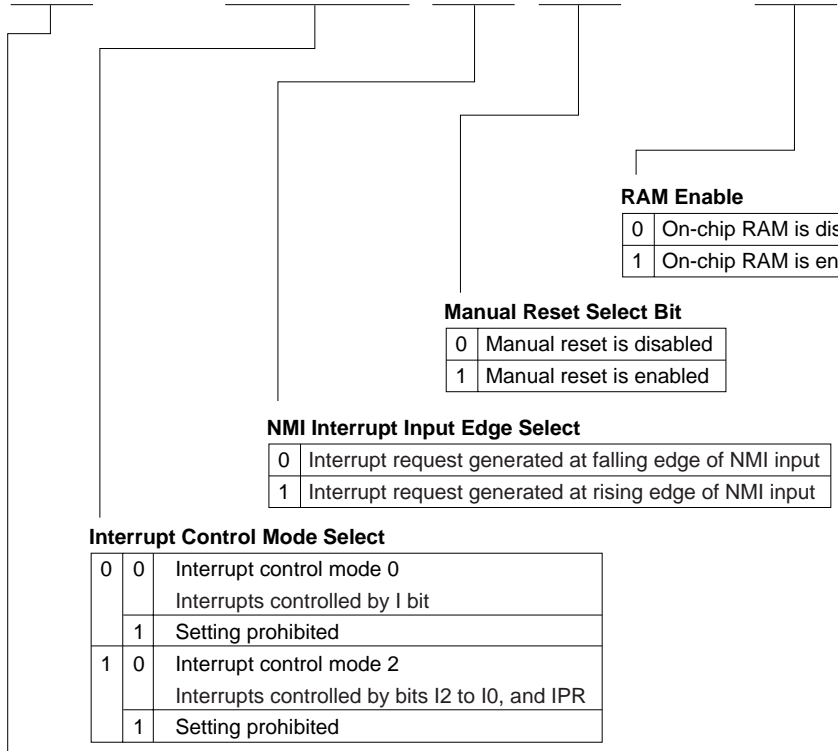 RAM Enable
0 On-chip RAM is
1 On-chip RAM is
Manual Reset Select Bit
0 Manual reset is disabled
1 Manual reset is enabled
NMI Interrupt Input Edge Select
0 Interrupt request generated at falling edge of NMI input
1 Interrupt request generated at rising edge of NMI input
Interrupt Control Mode Select
0 0 Interrupt control mode 0
Interrupts controlled by I bit
1 Setting prohibited
1 0 Interrupt control mode 2
Interrupts controlled by bits I2 to I0, and IPR
1 Setting prohibited